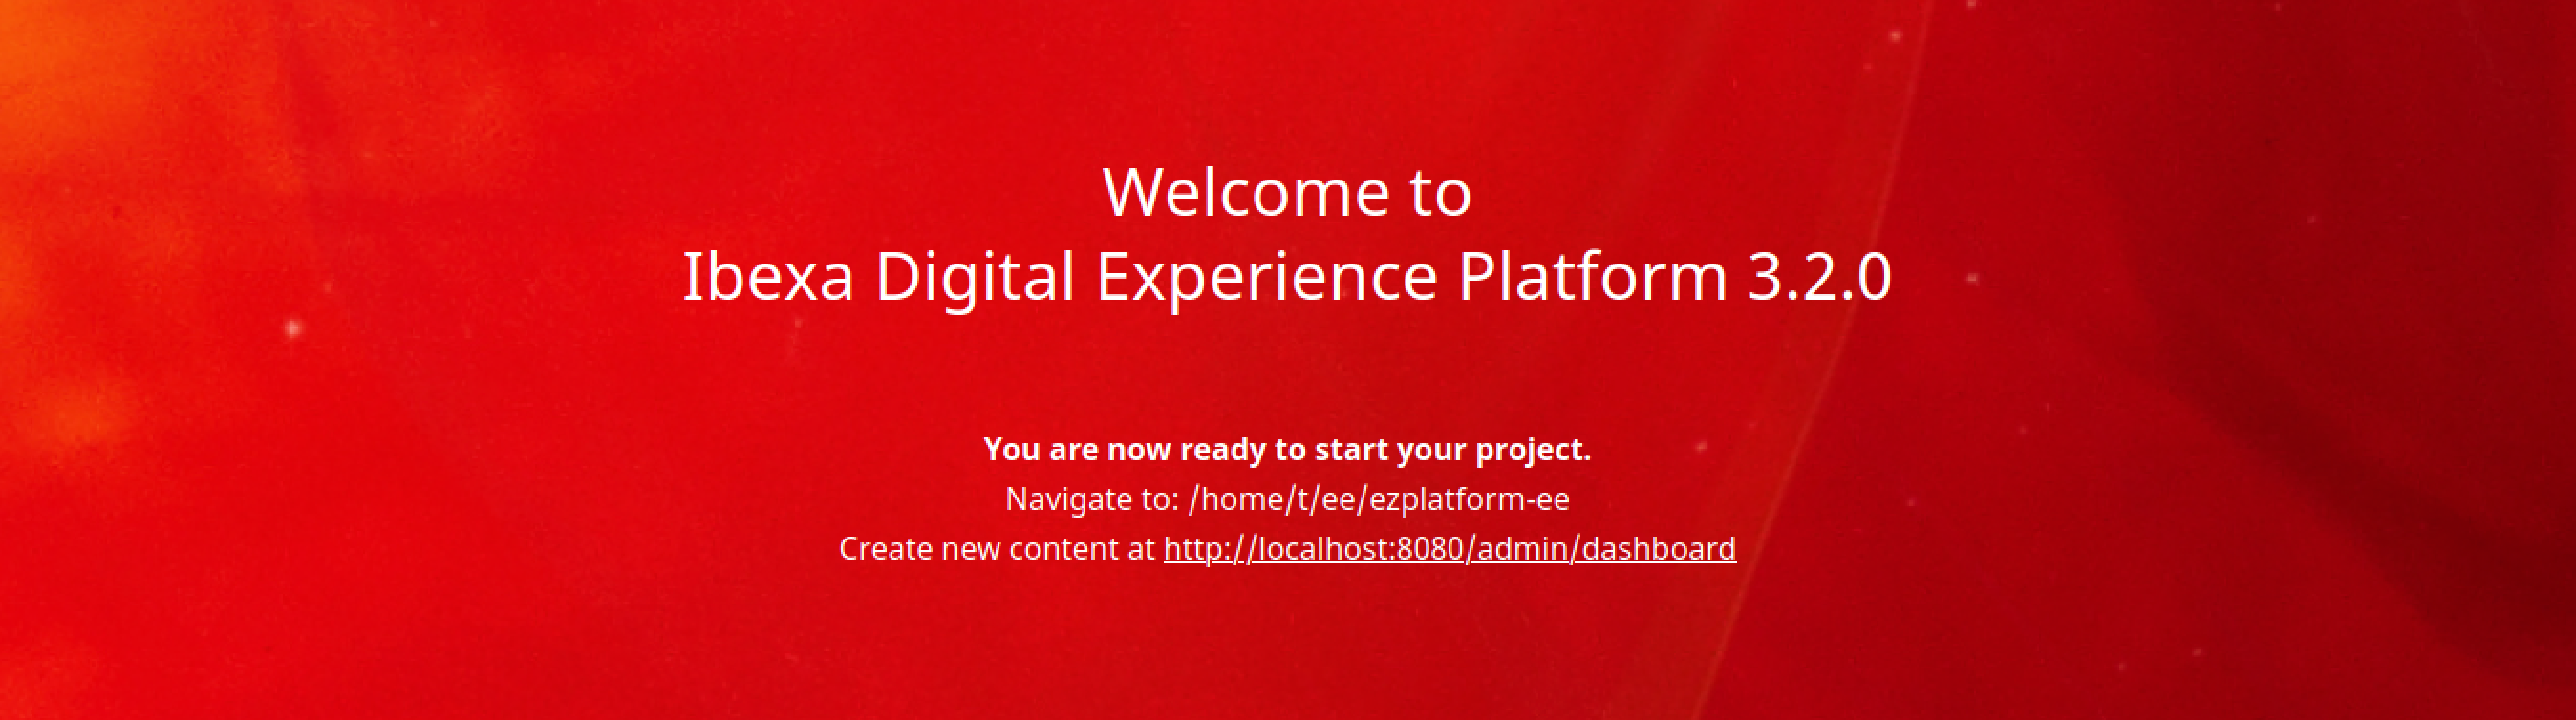 Welcome to
Ibexa Digital Experience Platform 3.2.0
You are now ready to start your project.
Navigate to: /home/t/ee/ezplatform-ee
Create new content at http://localhost:8080/admin/dashboard